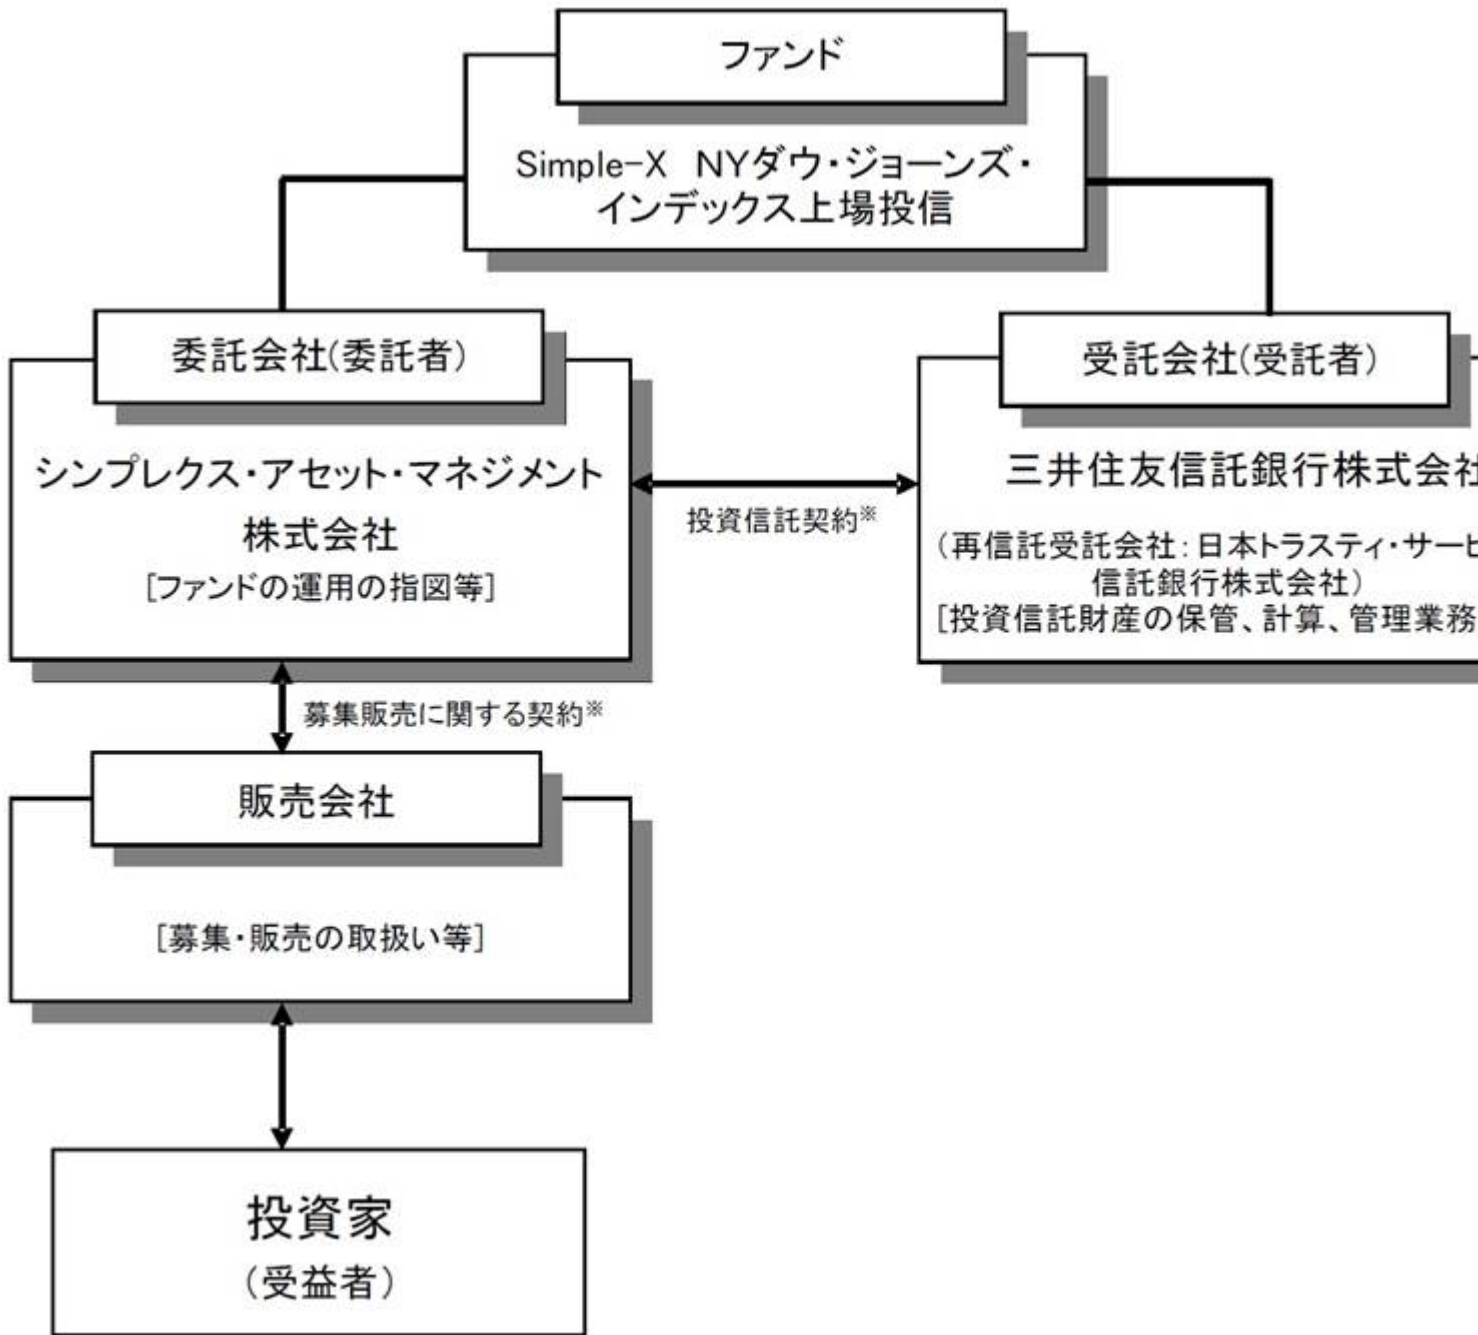 ファンド
Simple-X NYダウ・ジョーンズ・
インデックス上場投信
委託会社(委託者)
シンプレクス・アセット・マネジメント
株式会社
[ファンドの運用の指図等]
投資信託契約※
受託会社(受託者)
三井住友信託銀行株式会社
(再信託受託会社:日本トラスティ・サービ
信託銀行株式会社)
[投資信託財産の保管、計算、管理業務
募集販売に関する契約※
販売会社
[募集・販売の取扱い等]
投資家
(受益者)